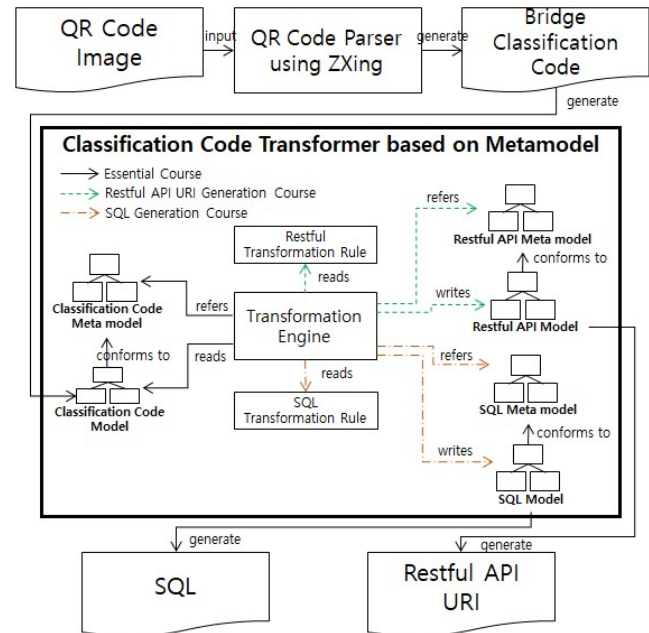 QR Code
Image
input
QR Code Parser
using ZXing
generate
Bridge
Classification
Code
generate
Classification Code Transformer based on Metamodel
Essential Course
Restful API URI Generation Course
SQL Generation Course
refers
Restful API Meta model
conforms to
Restful
Transformation Rule
reads
writes
Restful API Model
Classification Code
Meta model
refers
Transformation
Engine
conforms to
reads
Classification Code
Model
reads
SQL
Transformation Rule
refers
SQL Meta model
conforms to
writes
SQL Model
generate
SQL
generate
Restful API
URI